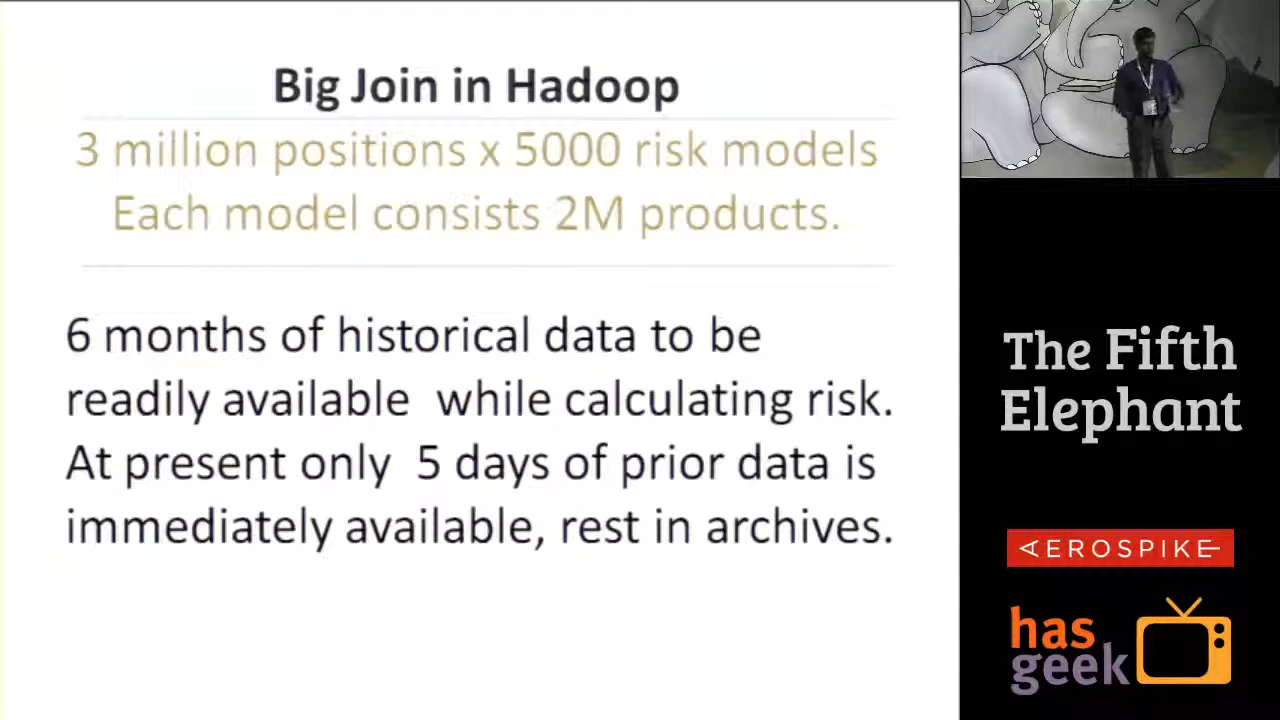 Big Join in Hadoop
3 million positions x 5000 risk models
Each model consists 2M products.
6 months of historical data to be
readily available while calculating risk.
At present only 5 days of prior data is
immediately available, rest in archives.
The Fifth
Elephant
AEROSPIKE
has
geek